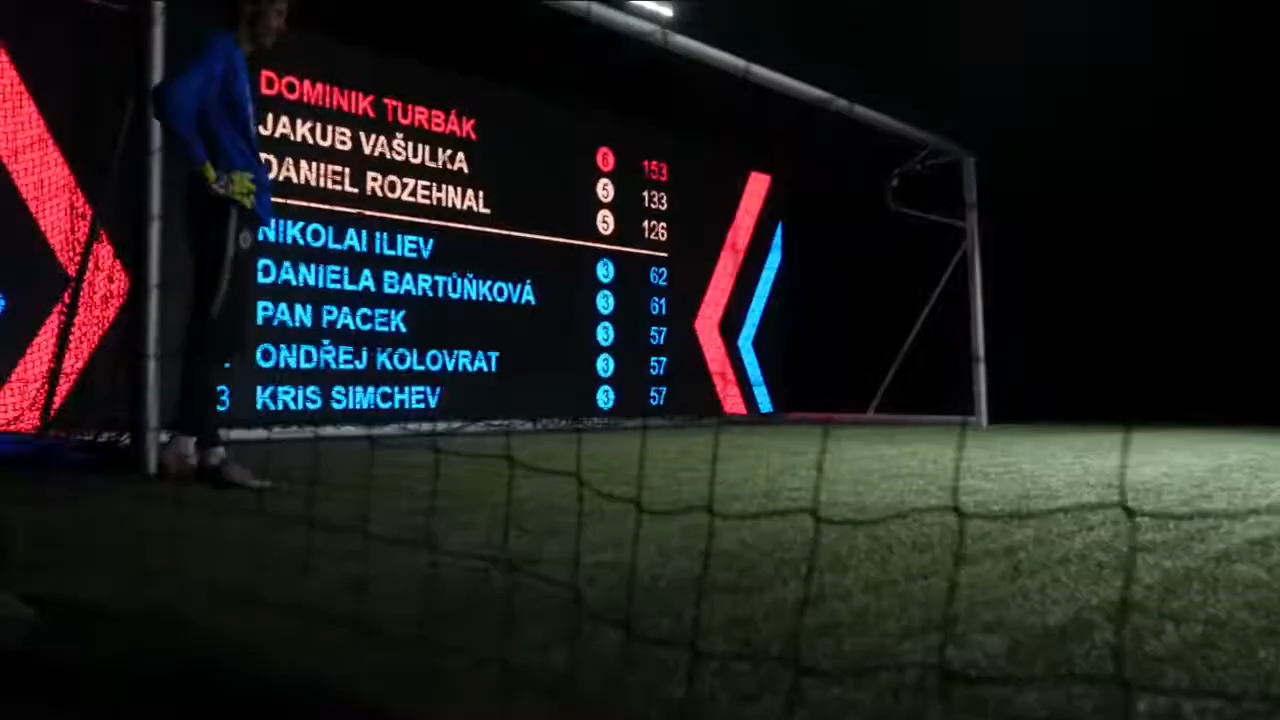 DOMINIK TURBÁK 6 153
JAKUB VAŠULKA 5 133
DANIEL ROZEHNAL 5 126
NIKOLAI ILIEV 3 62
DANIELA BARTŮŇKOVÁ 3 61
PAN PACEK 3 57
ONDŘEJ KOLOVRAT 3 57
3 KRIS SIMCHEV 3 57